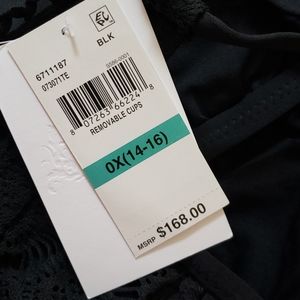 BLK
6711187
073071TE
8 07263 66224 8
REMOVABLE CUPS
0X(14-16)
MSRP $168.00